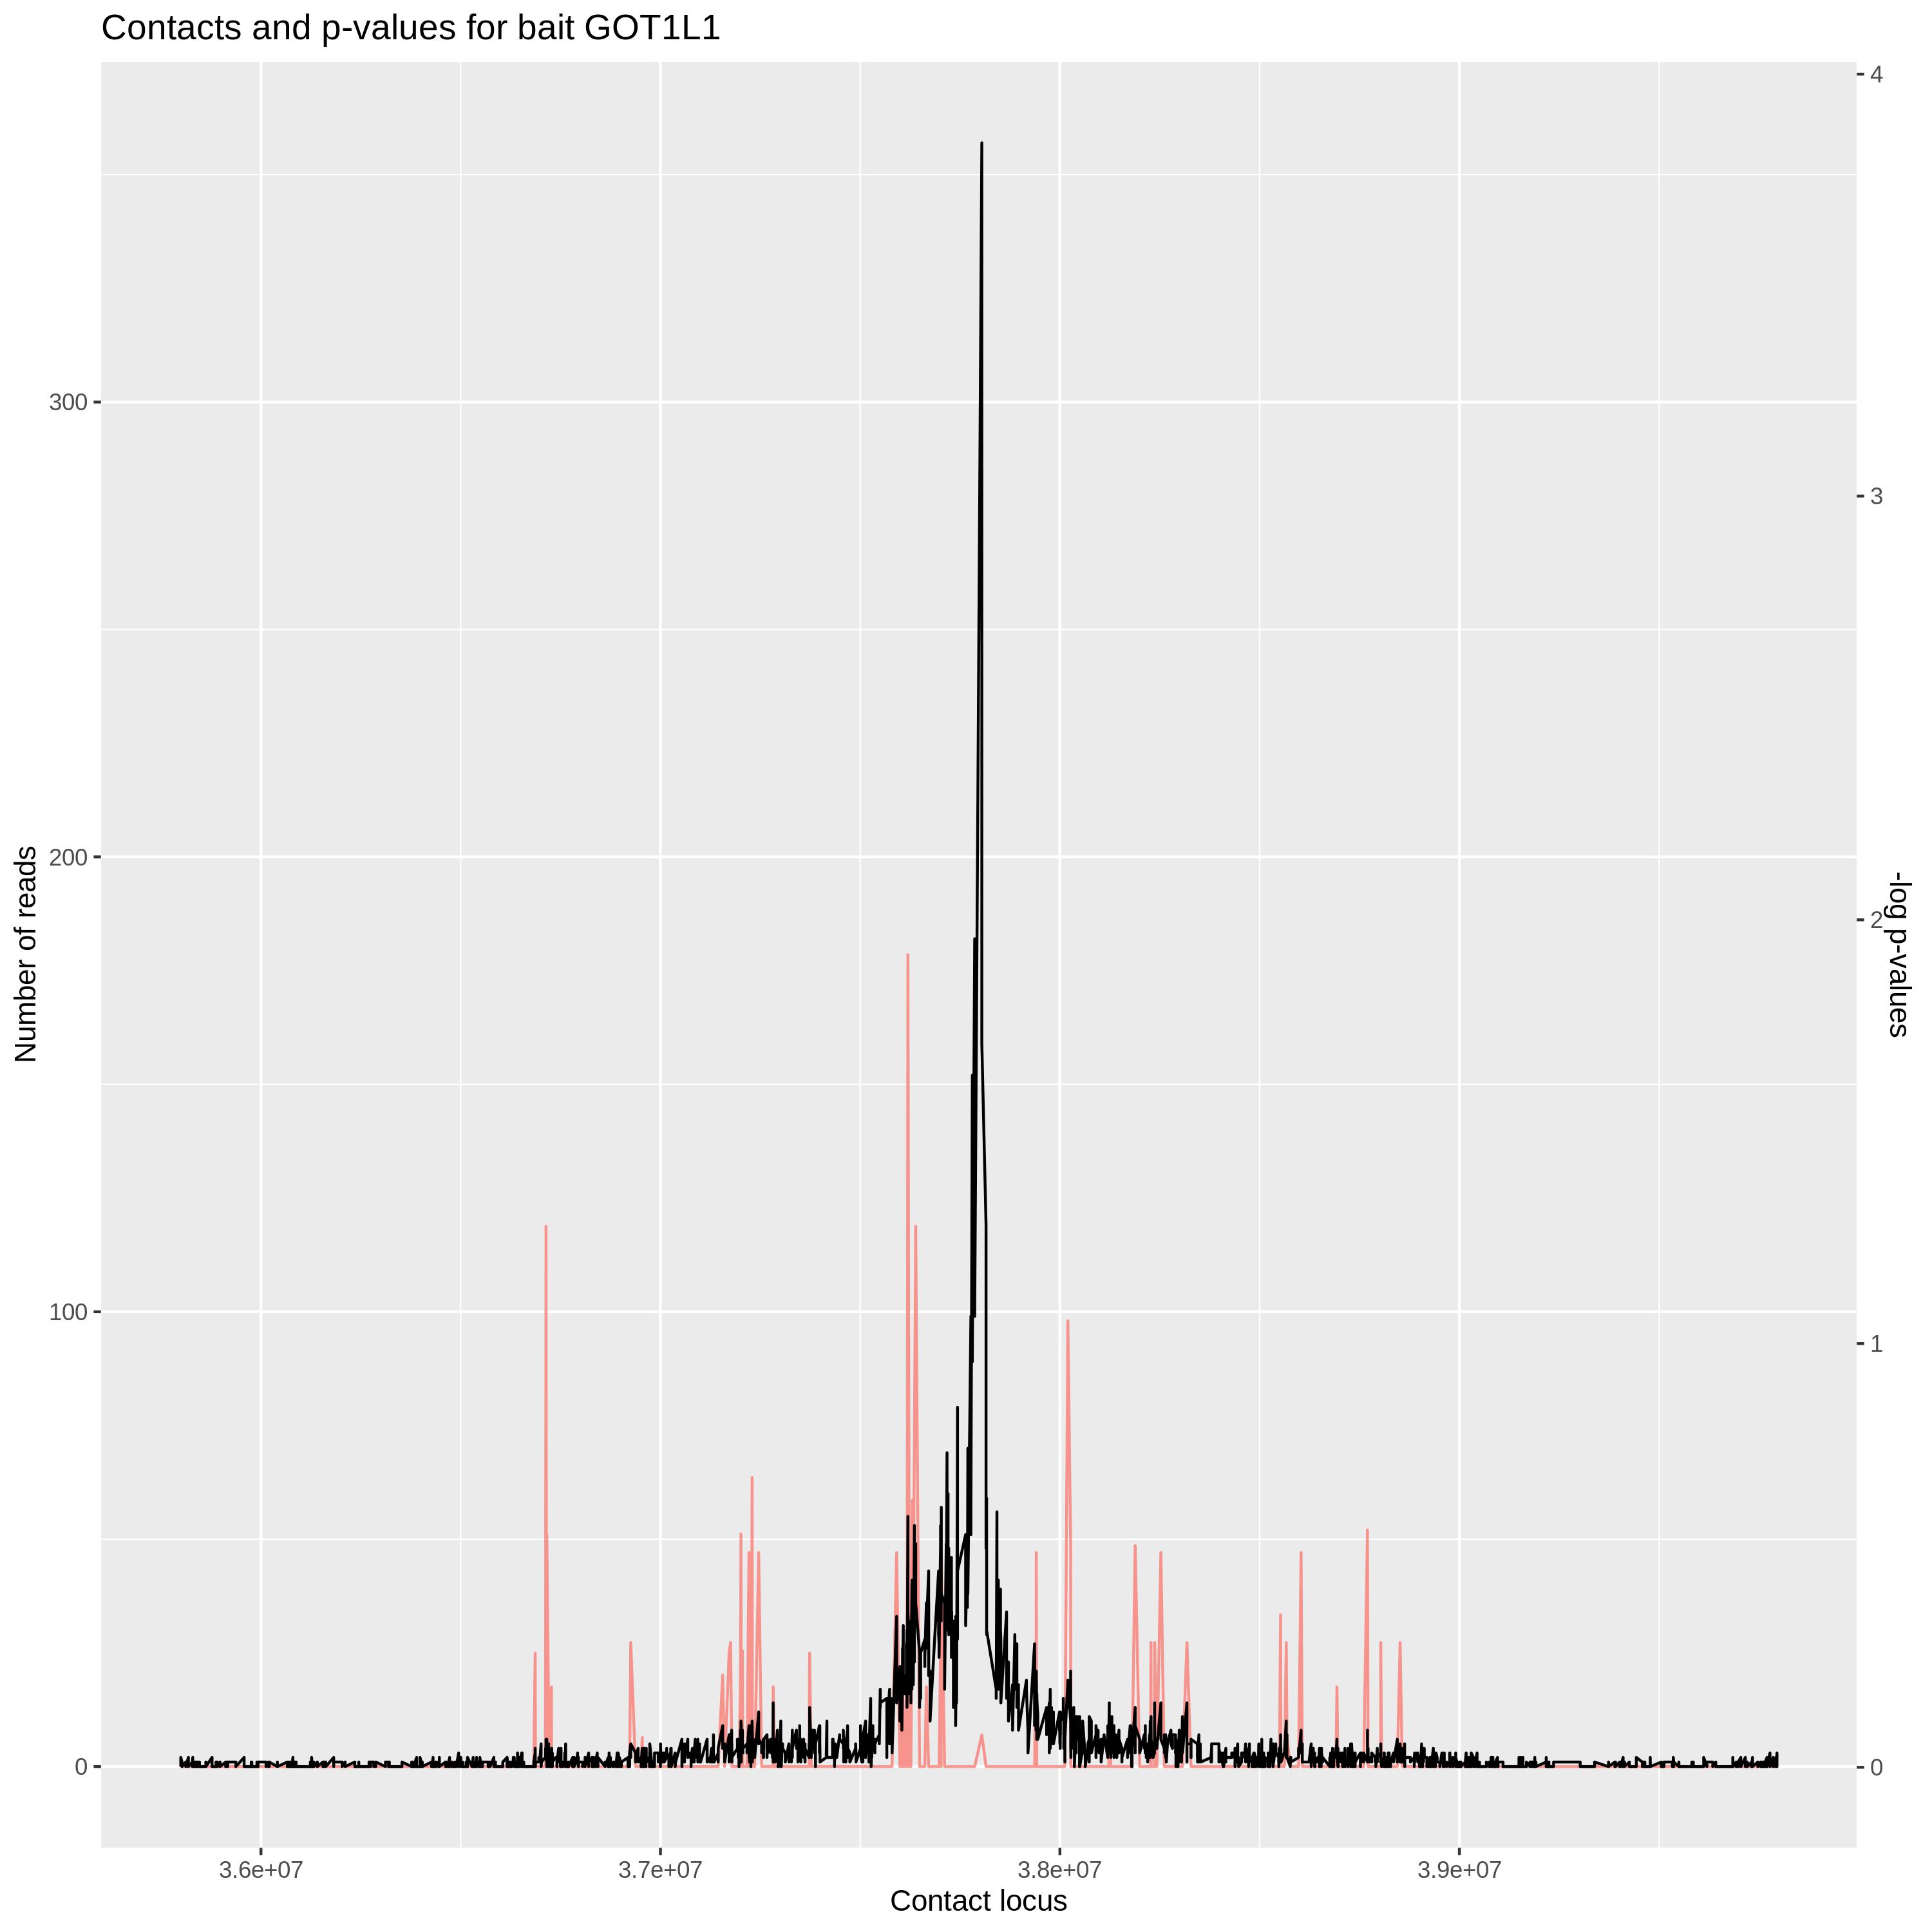 Contacts and p-values for bait GOT1L1
4
3
2
1
0
300
200
100
0
Number of reads
-log p-values
3.6e+07 3.7e+07 3.8e+07 3.9e+07
Contact locus